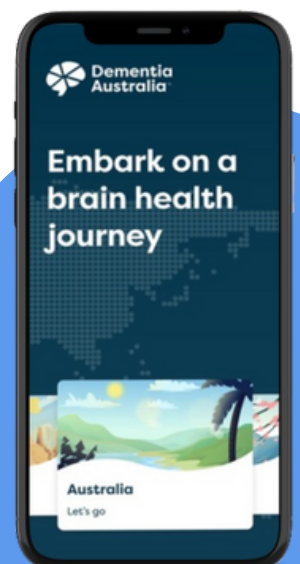 Dementia
Australia
Embark on a
brain health
journey
Australia
Let's go